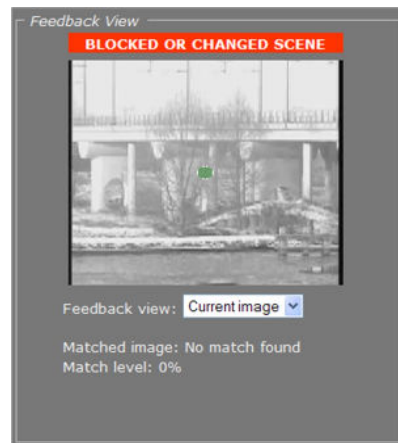 Feedback View
BLOCKED OR CHANGED SCENE
Feedback view: Current image
Matched image: No match found
Match level: 0%